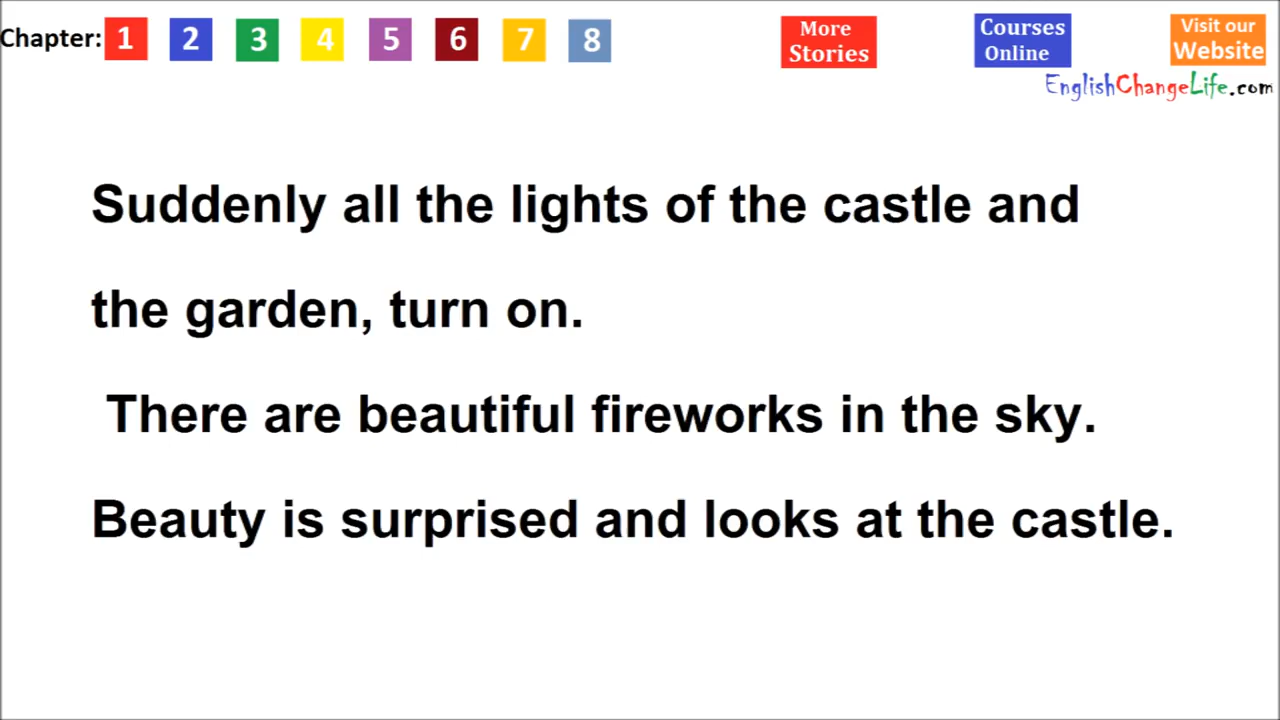 Chapter: 1 2 3 4 5 6 7 8
More Stories
Courses Online
Visit our Website
EnglishChangeLife.com
Suddenly all the lights of the castle and
the garden, turn on.
There are beautiful fireworks in the sky.
Beauty is surprised and looks at the castle.